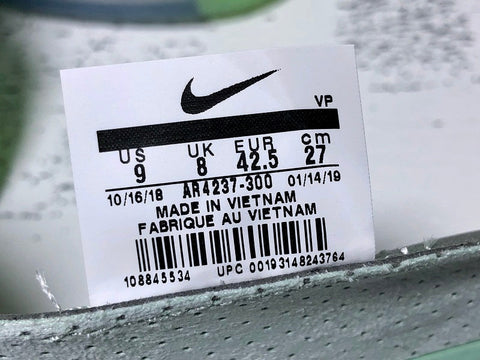 VP
US UK EUR cm
9 8 42.5 27
10/16/18 AR4237-300 01/14/19
MADE IN VIETNAM
FABRIQUE AU VIETNAM
108845534 UPC 00193148243764